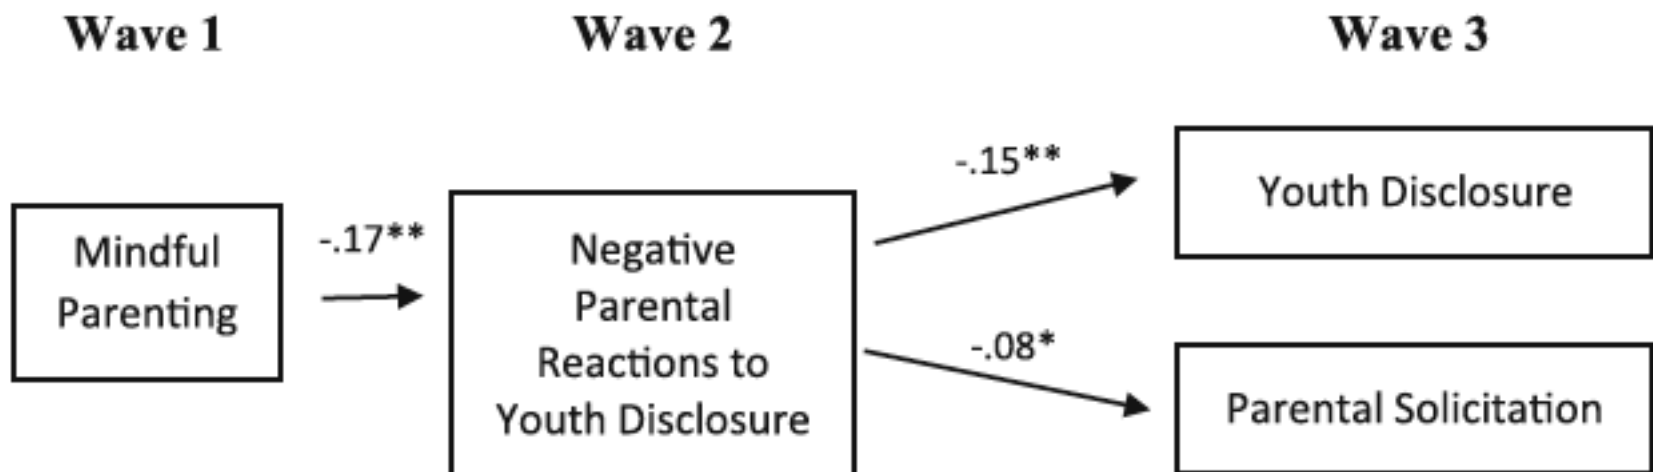 Wave 1
Wave 2
Wave 3
Mindful
Parenting
-.17**
Negative
Parental
Reactions to
Youth Disclosure
-.15**
-.08*
Youth Disclosure
Parental Solicitation